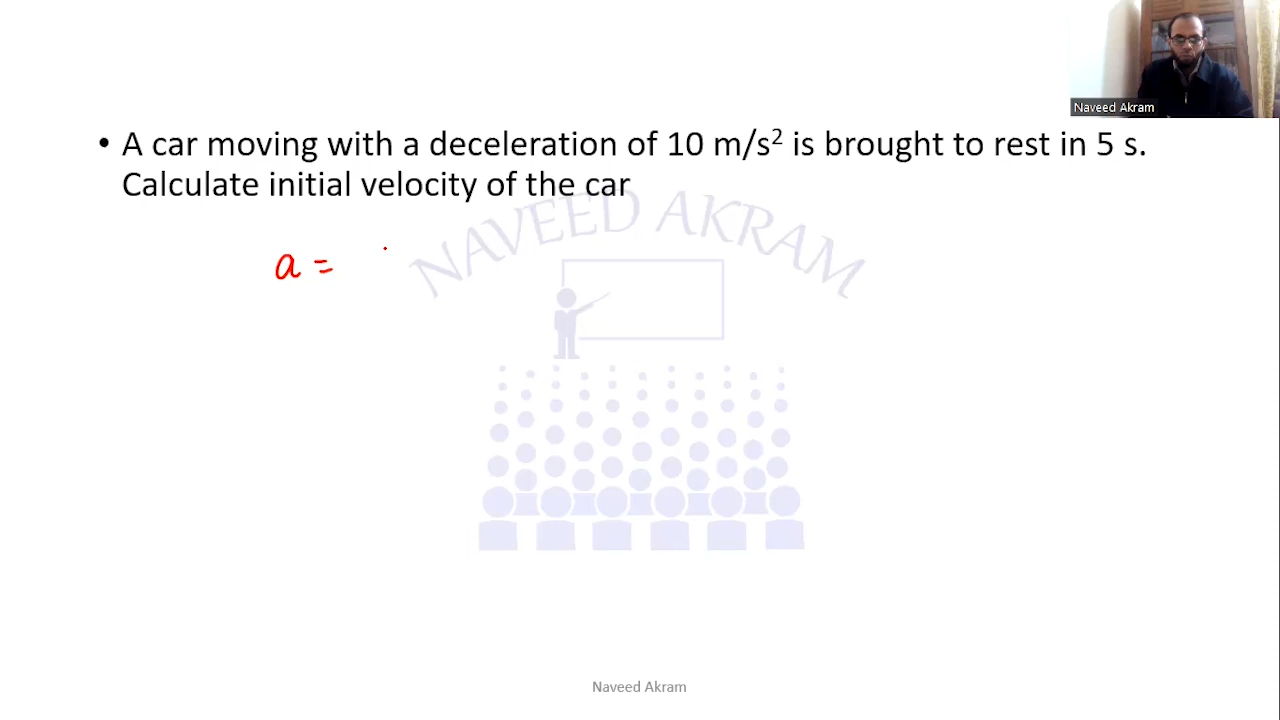 Naveed Akram
• A car moving with a deceleration of 10 m/s² is brought to rest in 5 s.
Calculate initial velocity of the car
NAVEED AKRAM
a =
Naveed Akram